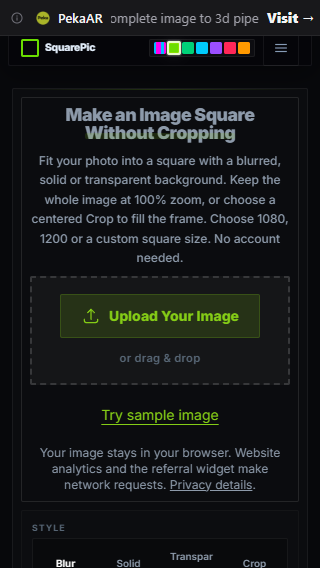 PekaAR omplete image to 3d pipe Visit →
SquarePic
Make an Image Square
Without Cropping
Fit your photo into a square with a blurred,
solid or transparent background. Keep the
whole image at 100% zoom, or choose a
centered Crop to fill the frame. Choose 1080,
1200 or a custom square size. No account
needed.
Upload Your Image
or drag & drop
Try sample image
Your image stays in your browser. Website
analytics and the referral widget make
network requests. Privacy details.
STYLE
Blur Solid Transpar Crop